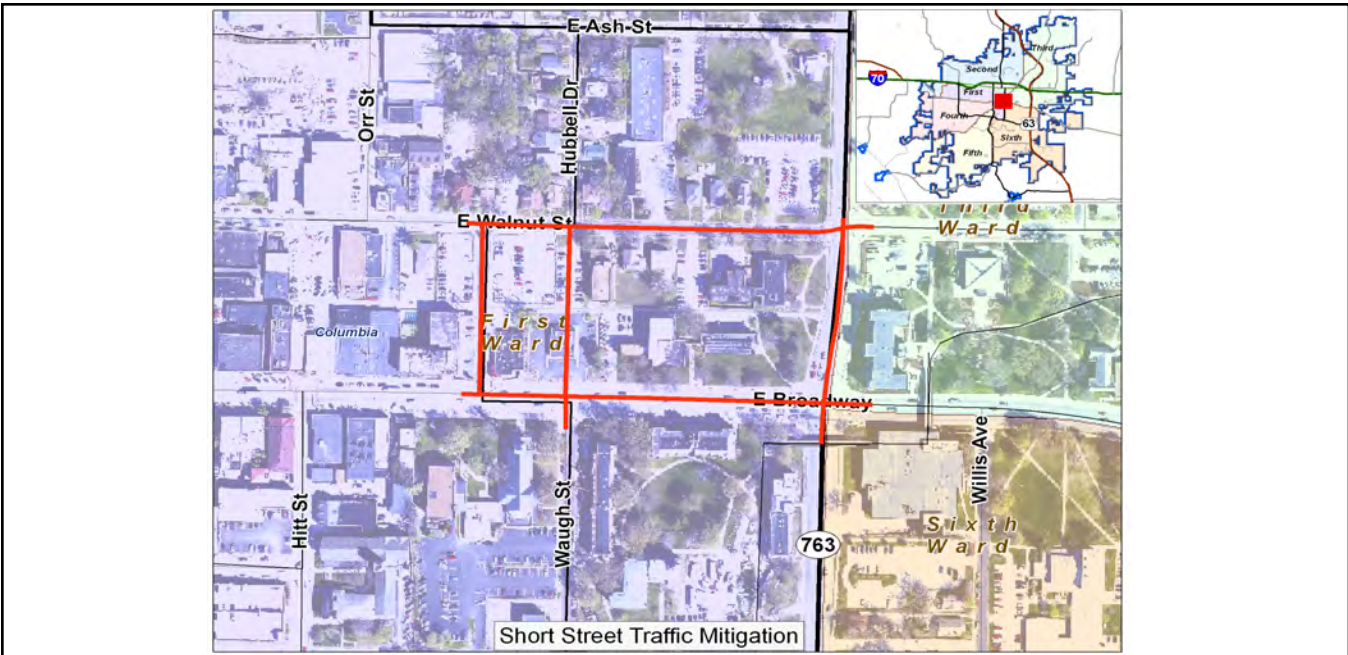 E Ash St
Orr St
Hubbell Dr
E Walnut St
Columbia
First
Ward
E Broadway
Hitt St
Waugh St
Willis Ave
763
Third
Ward
Sixth
Ward
Short Street Traffic Mitigation
70
Second
Third
First
Fourth
63
Sixth
Fifth